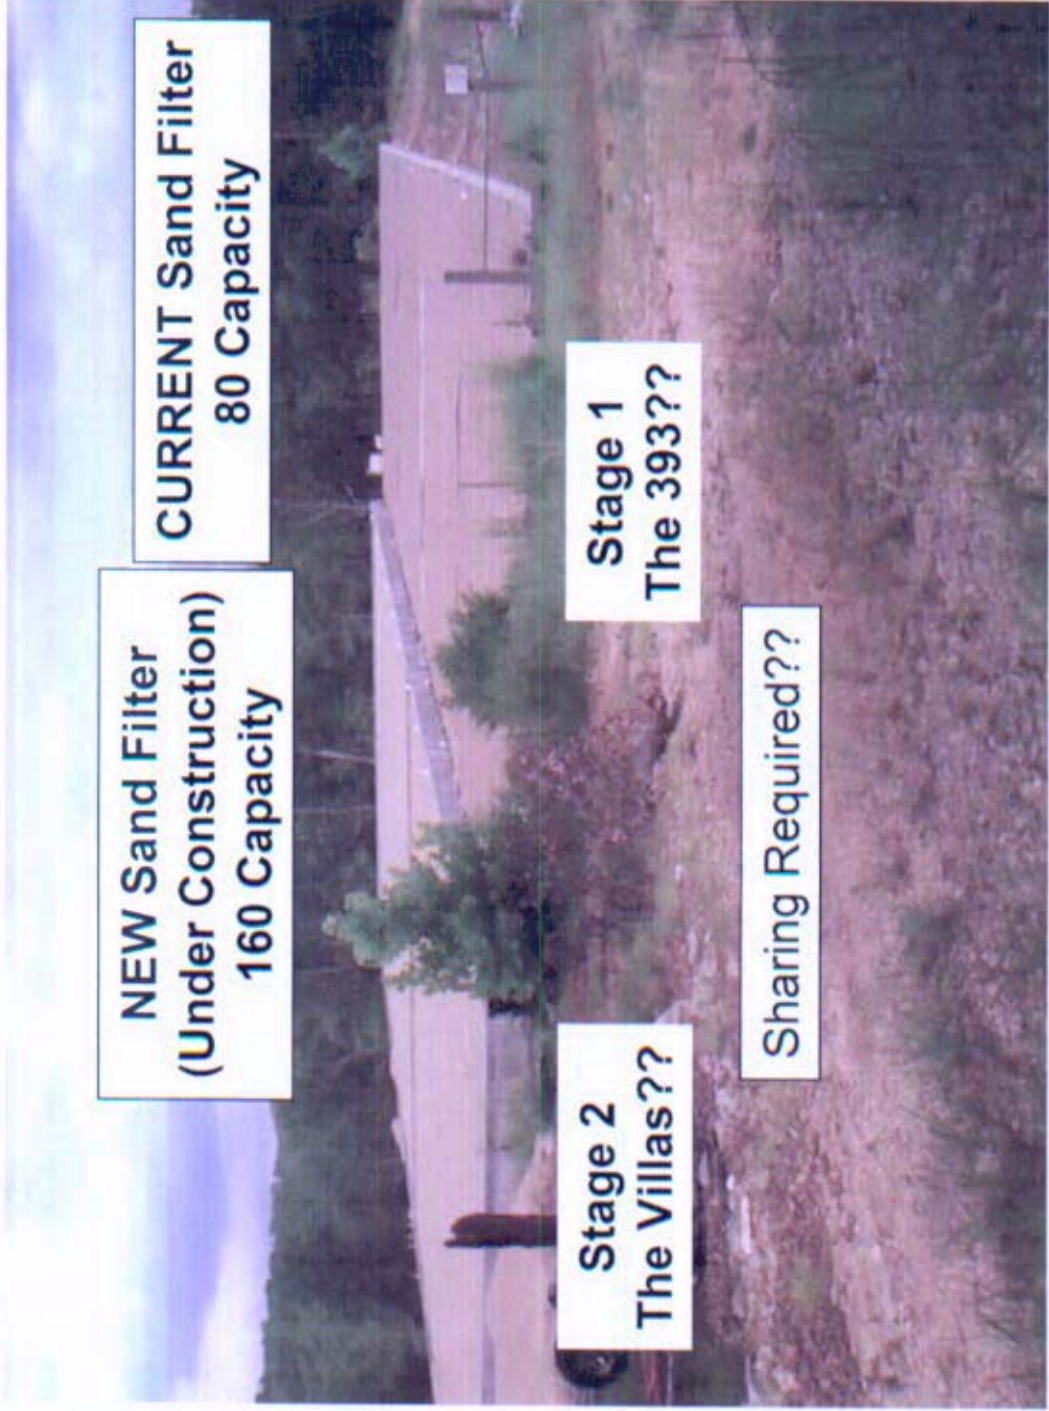 NEW Sand Filter
(Under Construction)
160 Capacity
CURRENT Sand Filter
80 Capacity
Stage 2
The Villas??
Stage 1
The 393??
Sharing Required??